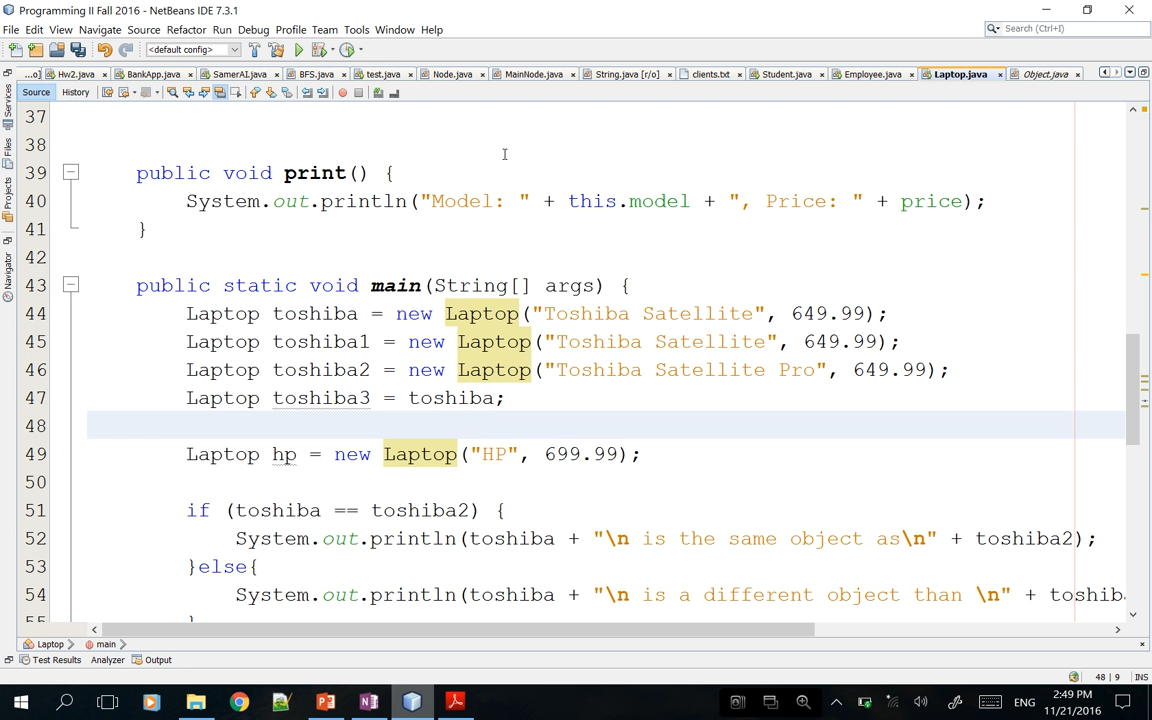 Programming II Fall 2016 - NetBeans IDE 7.3.1
File Edit View Navigate Source Refactor Run Debug Profile Team Tools Window Help
Search (Ctrl+I)
<default config>
...o] Hw2.java BankApp.java SamerAI.java BFS.java test.java Node.java MainNode.java String.java [r/o] clients.txt Student.java Employee.java Laptop.java Object.java
Source History
Services
Files
Projects
Navigator
37
38
39 public void print() {
40 System.out.println("Model: " + this.model + ", Price: " + price);
41 }
42
43 public static void main(String[] args) {
44 Laptop toshiba = new Laptop("Toshiba Satellite", 649.99);
45 Laptop toshiba1 = new Laptop("Toshiba Satellite", 649.99);
46 Laptop toshiba2 = new Laptop("Toshiba Satellite Pro", 649.99);
47 Laptop toshiba3 = toshiba;
48
49 Laptop hp = new Laptop("HP", 699.99);
50
51 if (toshiba == toshiba2) {
52 System.out.println(toshiba + "\n is the same object as\n" + toshiba2);
53 }else{
54 System.out.println(toshiba + "\n is a different object than \n" + toshib
55 }
Laptop main
Test Results Analyzer Output
48 | 9 INS
ENG
2:49 PM
11/21/2016